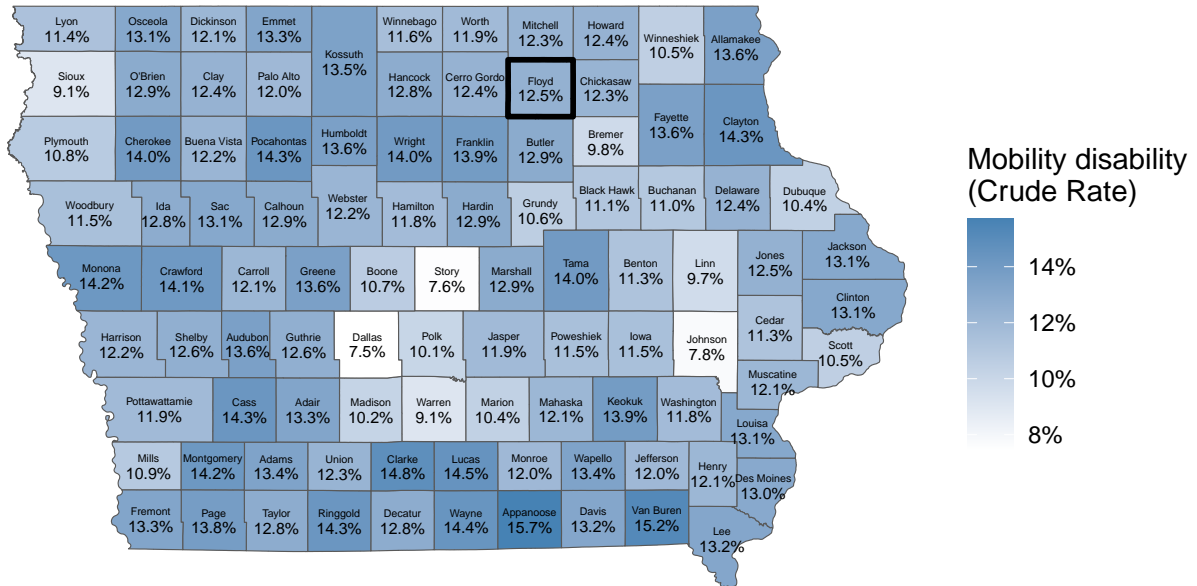 Lyon
11.4%
Osceola
13.1%
Dickinson
12.1%
Emmet
13.3%
Kossuth
13.5%
Winnebago
11.6%
Worth
11.9%
Mitchell
12.3%
Howard
12.4%
Winneshiek
10.5%
Allamakee
13.6%
Sioux
9.1%
O'Brien
12.9%
Clay
12.4%
Palo Alto
12.0%
Hancock
12.8%
Cerro Gordo
12.4%
Floyd
12.5%
Chickasaw
12.3%
Fayette
13.6%
Clayton
14.3%
Plymouth
10.8%
Cherokee
14.0%
Buena Vista
12.2%
Pocahontas
14.3%
Humboldt
13.6%
Wright
14.0%
Franklin
13.9%
Butler
12.9%
Bremer
9.8%
Woodbury
11.5%
Ida
12.8%
Sac
13.1%
Calhoun
12.9%
Webster
12.2%
Hamilton
11.8%
Hardin
12.9%
Grundy
10.6%
Black Hawk
11.1%
Buchanan
11.0%
Delaware
12.4%
Dubuque
10.4%
Monona
14.2%
Crawford
14.1%
Carroll
12.1%
Greene
13.6%
Boone
10.7%
Story
7.6%
Marshall
12.9%
Tama
14.0%
Benton
11.3%
Linn
9.7%
Jones
12.5%
Jackson
13.1%
Clinton
13.1%
Harrison
12.2%
Shelby
12.6%
Audubon
13.6%
Guthrie
12.6%
Dallas
7.5%
Polk
10.1%
Jasper
11.9%
Poweshiek
11.5%
Iowa
11.5%
Johnson
7.8%
Cedar
11.3%
Scott
10.5%
Muscatine
12.1%
Pottawattamie
11.9%
Cass
14.3%
Adair
13.3%
Madison
10.2%
Warren
9.1%
Marion
10.4%
Mahaska
12.1%
Keokuk
13.9%
Washington
11.8%
Louisa
13.1%
Mills
10.9%
Montgomery
14.2%
Adams
13.4%
Union
12.3%
Clarke
14.8%
Lucas
14.5%
Monroe
12.0%
Wapello
13.4%
Jefferson
12.0%
Henry
12.1%
Des Moines
13.0%
Fremont
13.3%
Page
13.8%
Taylor
12.8%
Ringgold
14.3%
Decatur
12.8%
Wayne
14.4%
Appanoose
15.7%
Davis
13.2%
Van Buren
15.2%
Lee
13.2%
Mobility disability
(Crude Rate)
14%
12%
10%
8%